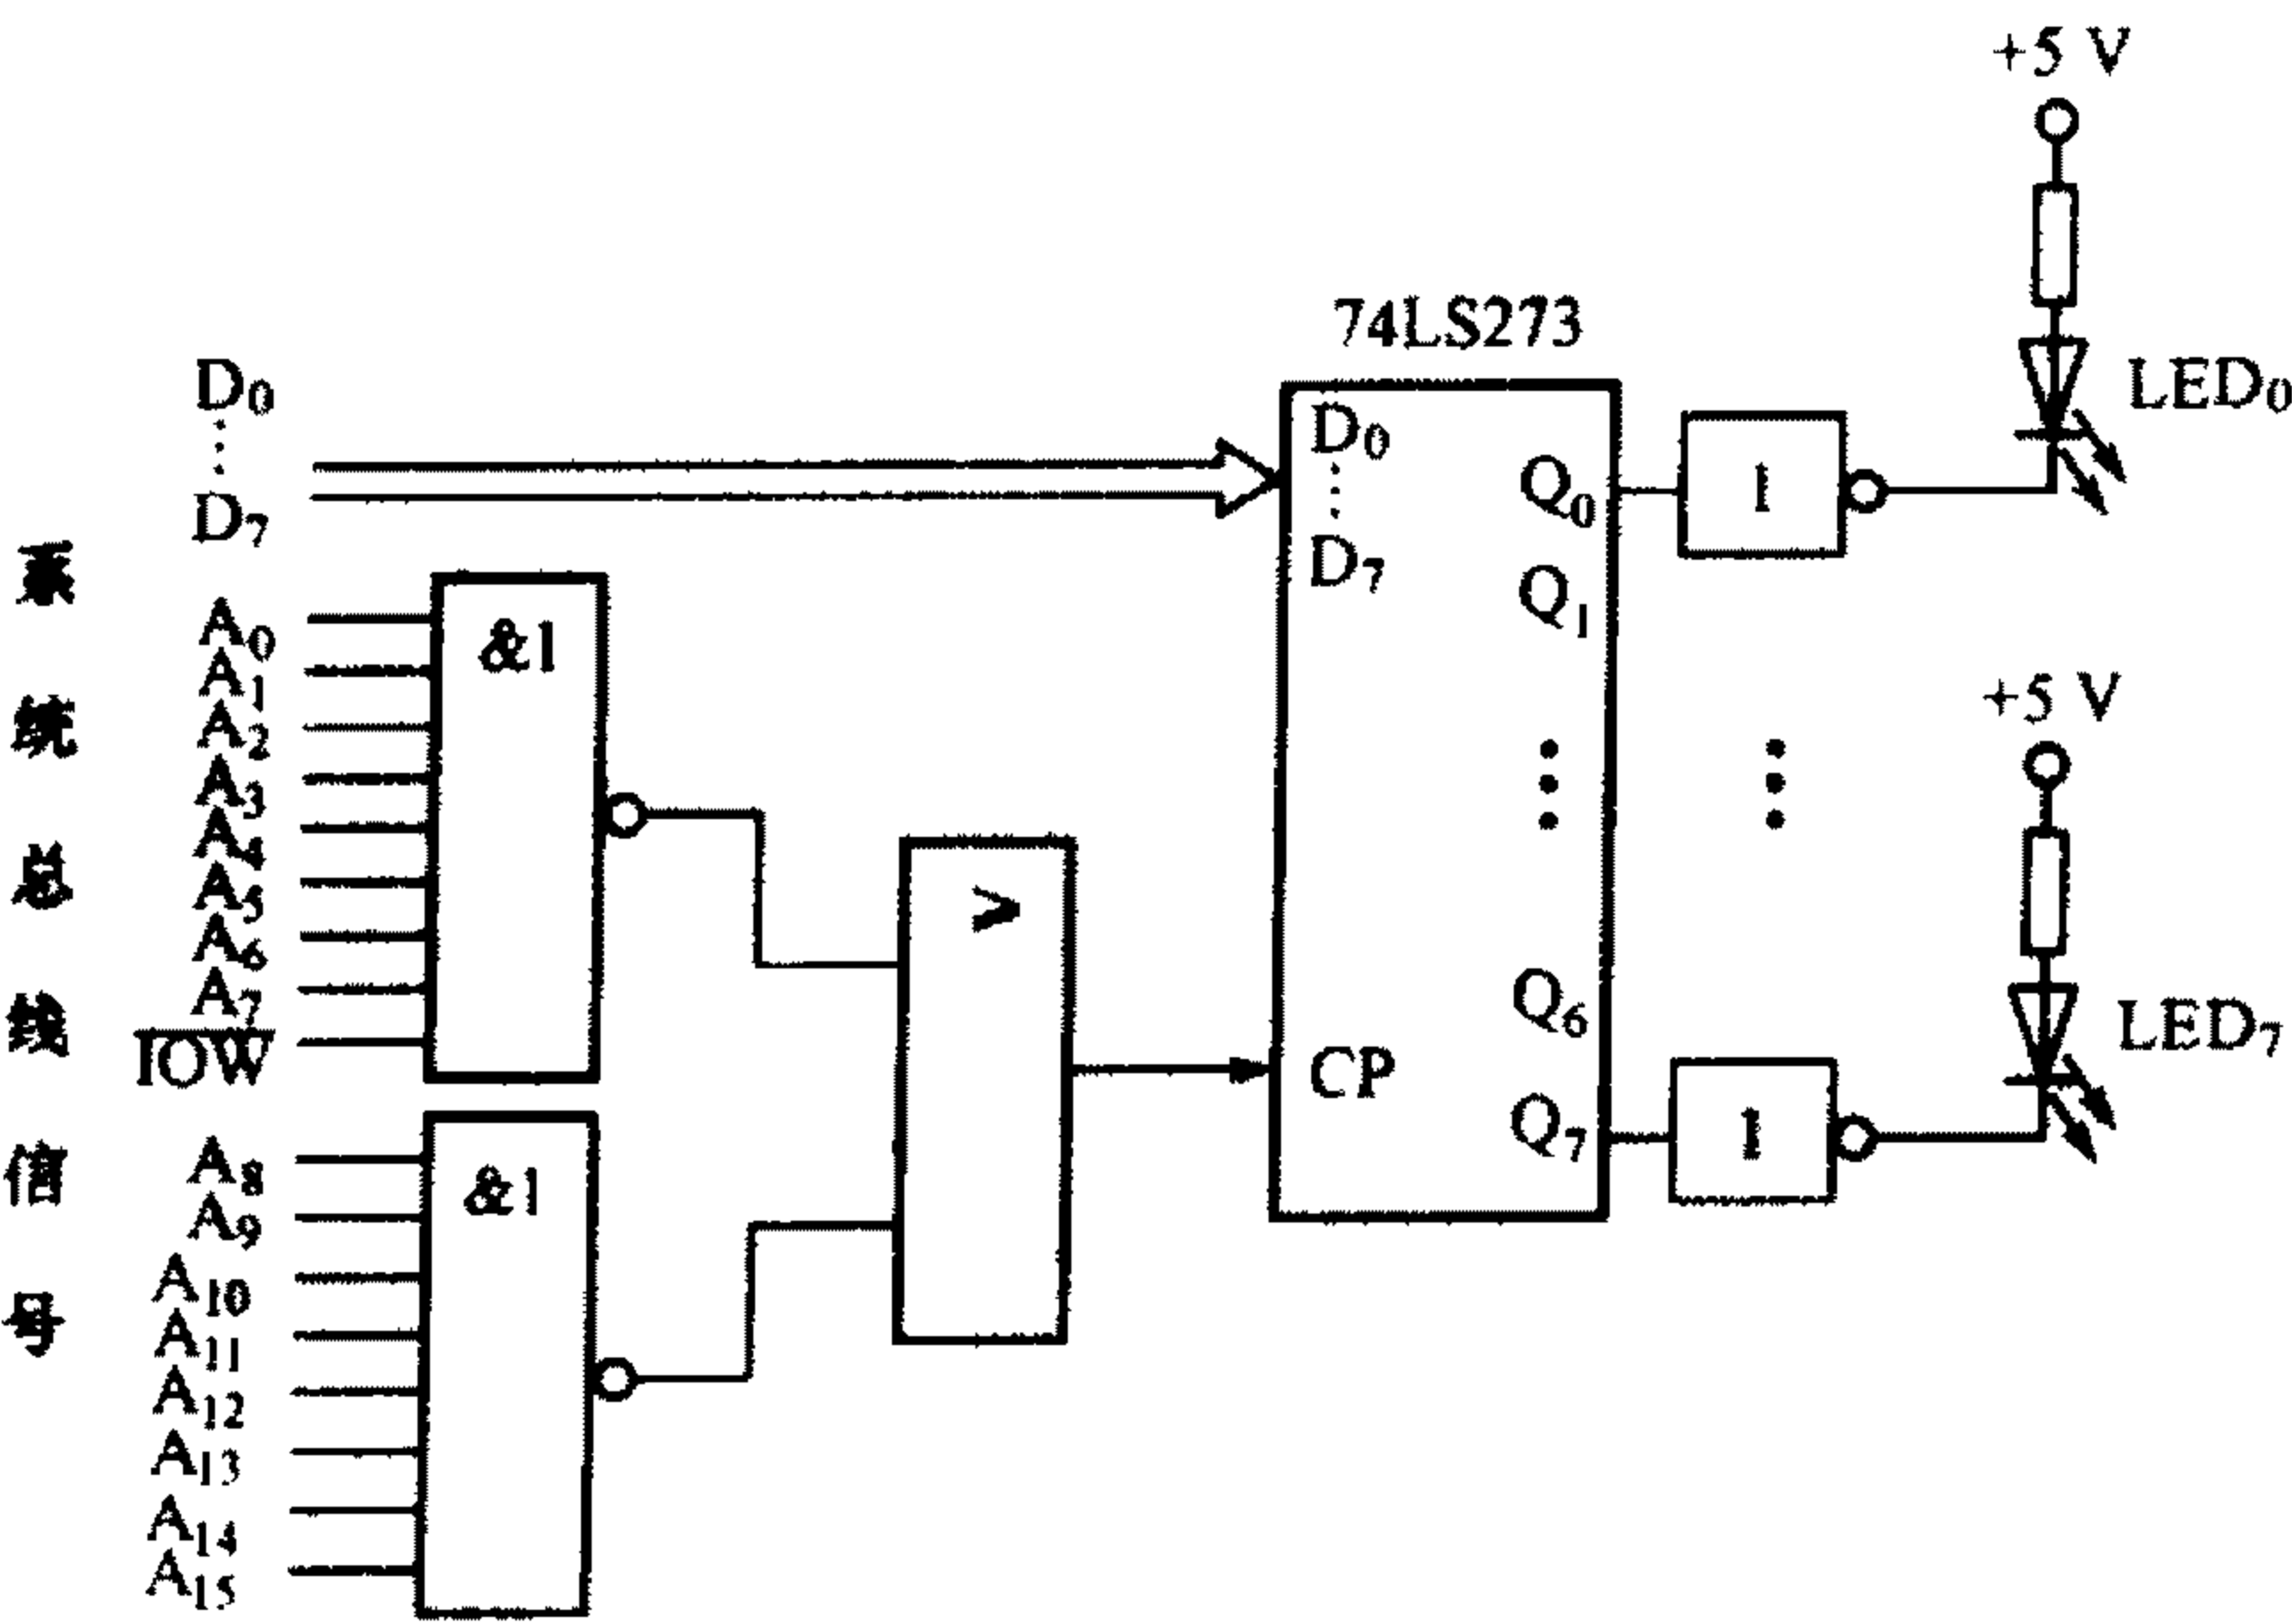 +5 V
74LS273
LED0
D0
D7
D0
D7
Q0
1
Q1
系统总线信号
A0
A1
A2
A3
A4
A5
A6
A7
IOW
&1
+5 V
>
Q6
CP
Q7
1
LED7
A8
A9
A10
A11
A12
A13
A14
A15
&1